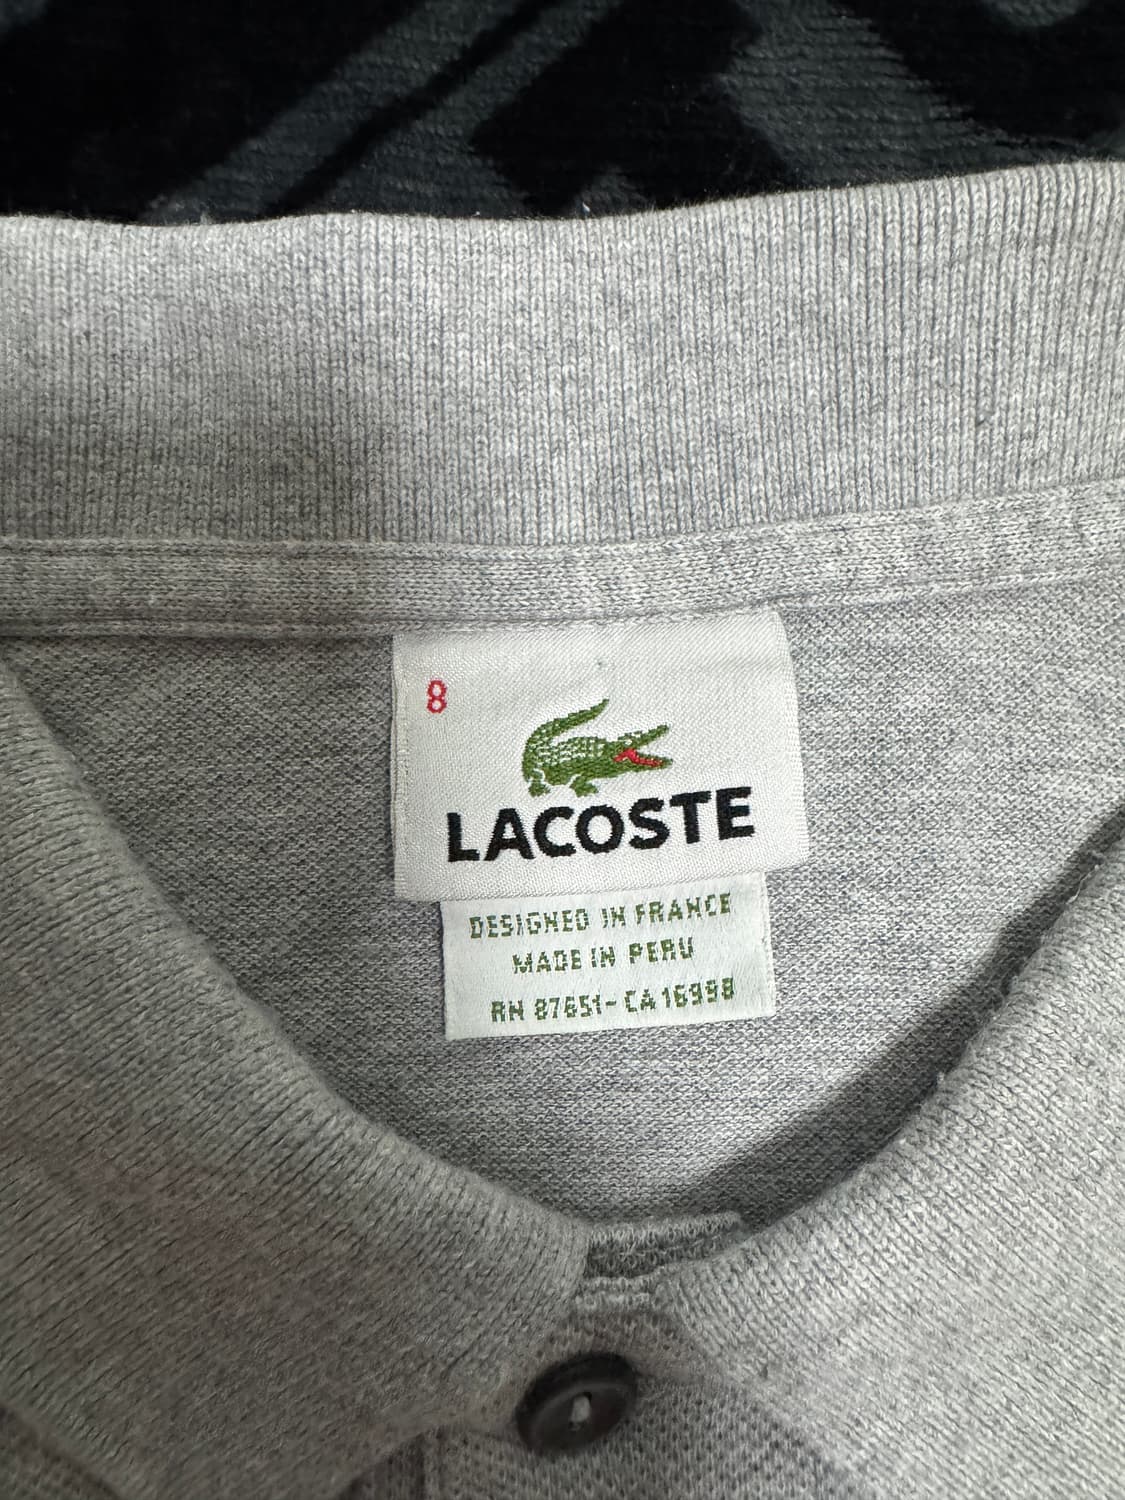 8
LACOSTE
DESIGNED IN FRANCE
MADE IN PERU
RN 87651-CA 16998